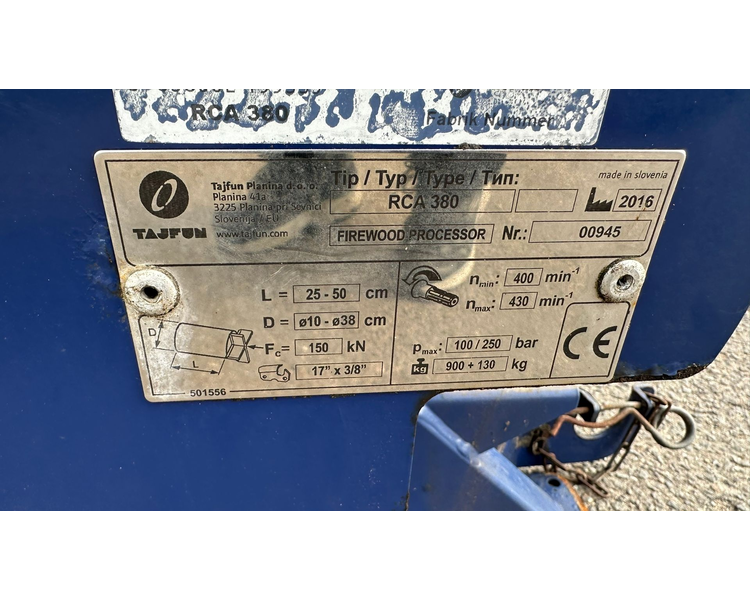 RCA 380
Fabrik Nummer
Tajfun Planina d. o. o.
Planina 41a
3225 Planina pri Sevnici
Slovenija / EU
www.tajfun.com
TAJFUN
Tip / Typ / Type / Тип:
made in slovenia
RCA 380
2016
FIREWOOD PROCESSOR
Nr.: 00945
L = 25 - 50 cm
D = ø10 - ø38 cm
Fc= 150 kN
17" x 3/8"
D
L
501556
n min: 400 min-1
n max: 430 min-1
p max: 100 / 250 bar
kg 900 + 130 kg
CE